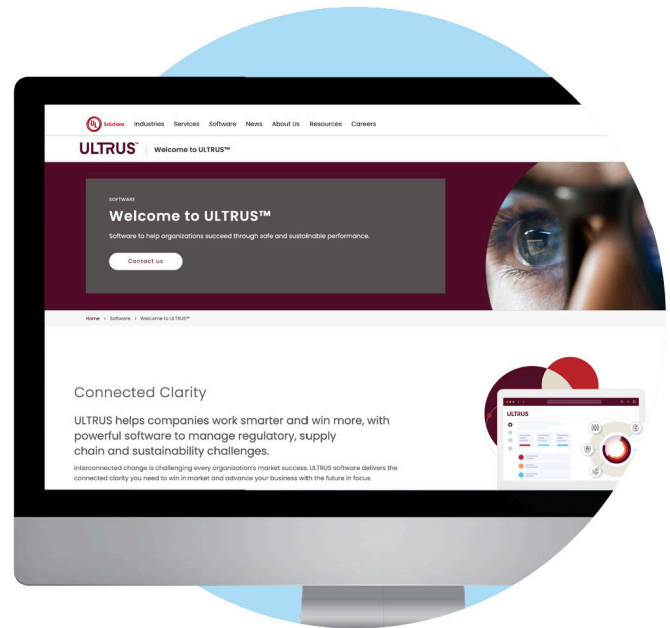 UL Solutions Industries Services Software News About Us Resources Careers
ULTRUS™ Welcome to ULTRUS™
SOFTWARE
Welcome to ULTRUS™
Software to help organizations succeed through safe and sustainable performance.
Contact us
Home > Software > Welcome to ULTRUS™
Connected Clarity
ULTRUS helps companies work smarter and win more, with
powerful software to manage regulatory, supply
chain and sustainability challenges.
Interconnected change is challenging every organization's market success. ULTRUS software delivers the
connected clarity you need to win in market and advance your business with the future in focus.
ULTRUS